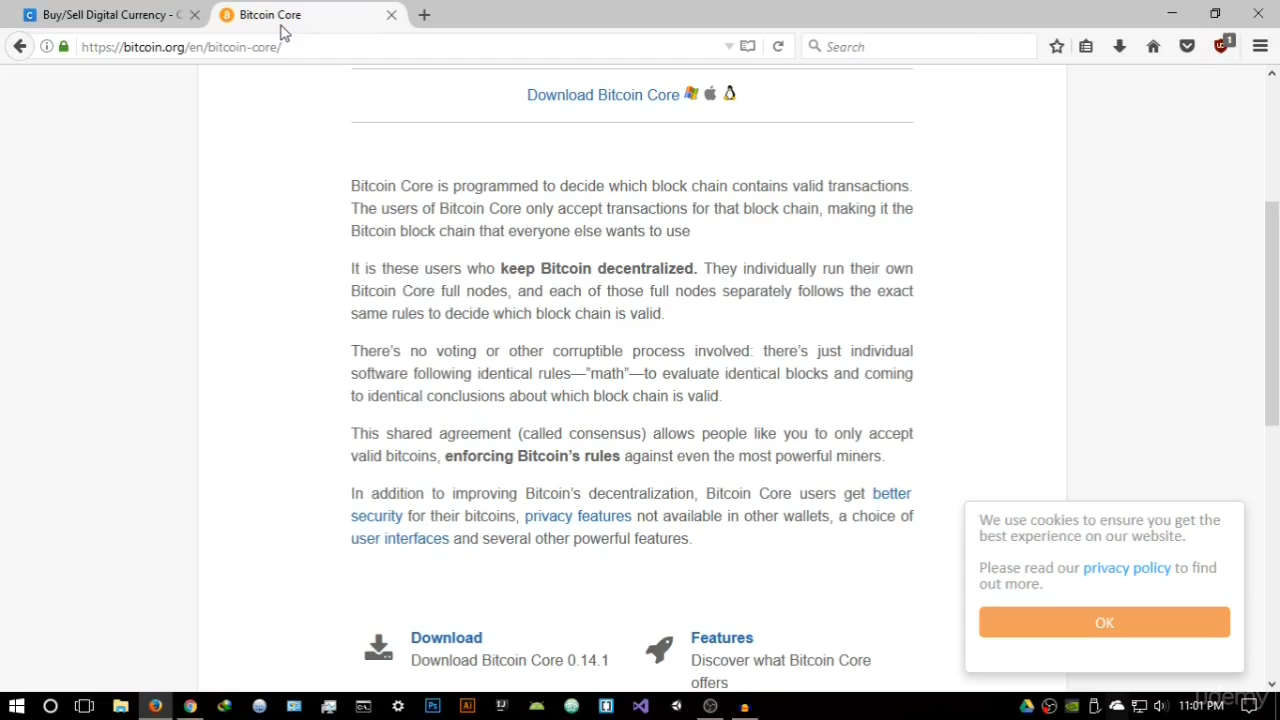 Buy/Sell Digital Currency - C
Bitcoin Core
https://bitcoin.org/en/bitcoin-core/
Search
1
Download Bitcoin Core
Bitcoin Core is programmed to decide which block chain contains valid transactions.
The users of Bitcoin Core only accept transactions for that block chain, making it the
Bitcoin block chain that everyone else wants to use
It is these users who keep Bitcoin decentralized. They individually run their own
Bitcoin Core full nodes, and each of those full nodes separately follows the exact
same rules to decide which block chain is valid.
There's no voting or other corruptible process involved: there's just individual
software following identical rules—"math"—to evaluate identical blocks and coming
to identical conclusions about which block chain is valid.
This shared agreement (called consensus) allows people like you to only accept
valid bitcoins, enforcing Bitcoin's rules against even the most powerful miners.
In addition to improving Bitcoin's decentralization, Bitcoin Core users get better
security for their bitcoins, privacy features not available in other wallets, a choice of
user interfaces and several other powerful features.
We use cookies to ensure you get the
best experience on our website.
Please read our privacy policy to find
out more.
OK
Download
Download Bitcoin Core 0.14.1
Features
Discover what Bitcoin Core
offers
Ps
Ai
11:01 PM
udemy